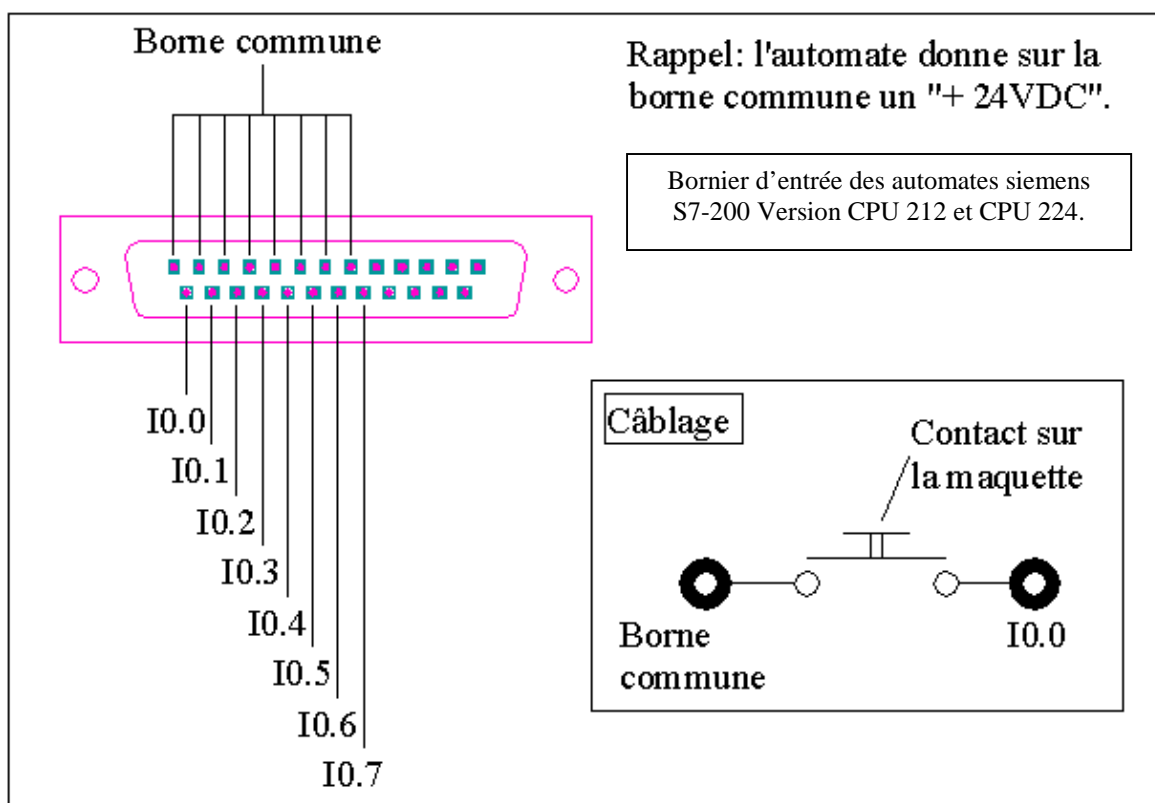 Borne commune
Rappel: l'automate donne sur la
borne commune un "+ 24VDC".
Bornier d’entrée des automates siemens
S7-200 Version CPU 212 et CPU 224.
I0.0
I0.1
I0.2
I0.3
I0.4
I0.5
I0.6
I0.7
Câblage
Contact sur
la maquette
Borne
commune
I0.0